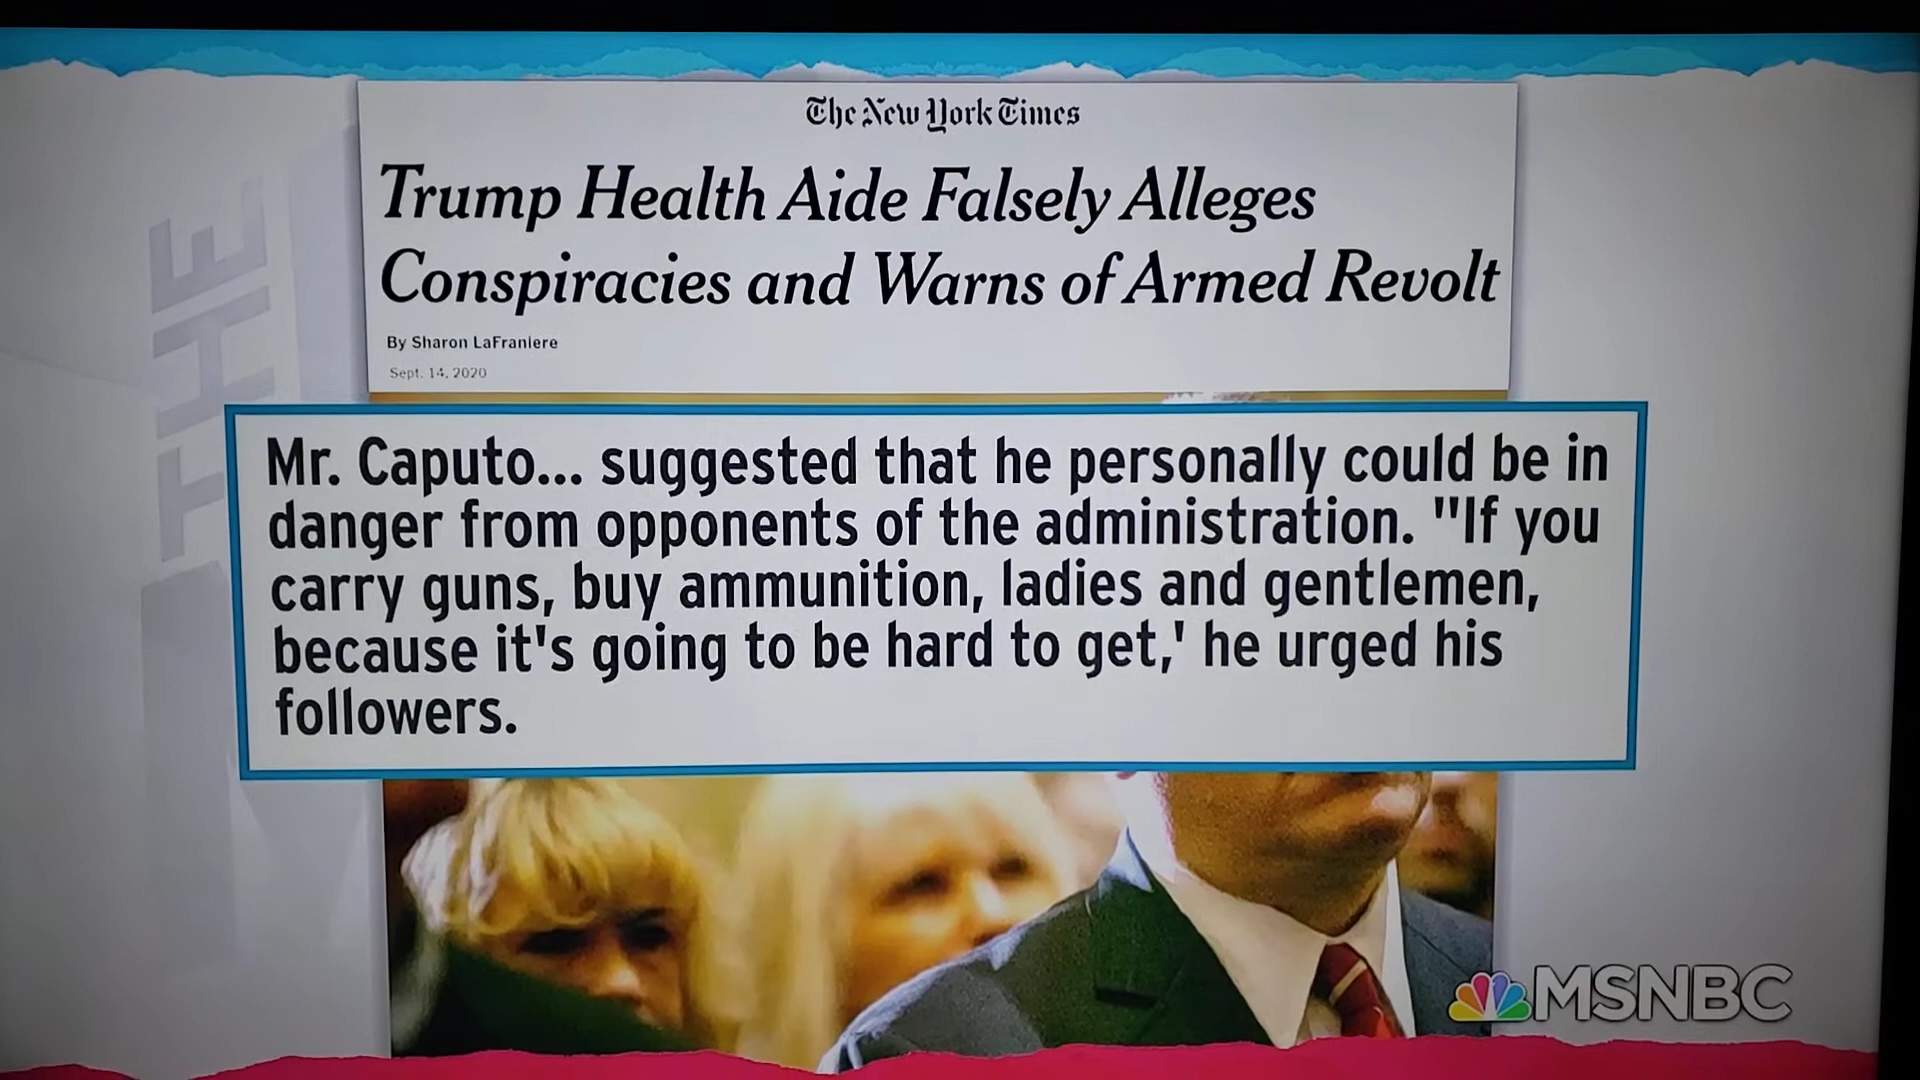 The New York Times
Trump Health Aide Falsely Alleges
Conspiracies and Warns of Armed Revolt
By Sharon LaFraniere
Sept. 14, 2020
Mr. Caputo... suggested that he personally could be in
danger from opponents of the administration. "If you
carry guns, buy ammunition, ladies and gentlemen,
because it's going to be hard to get,' he urged his
followers.
THE
MSNBC